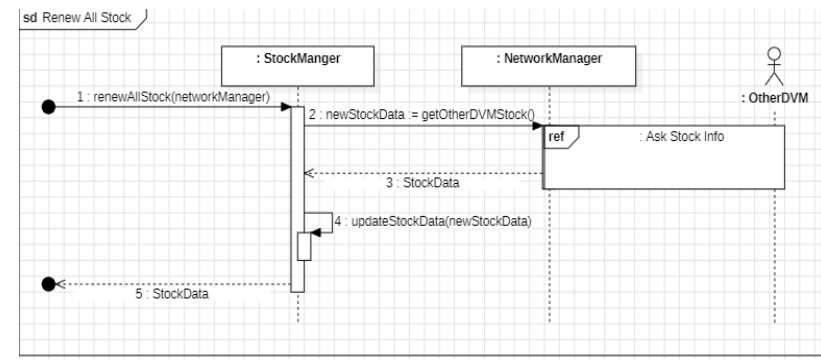 sd Renew All Stock
: StockManger
: NetworkManager
: OtherDVM
1 : renewAllStock(networkManager)
2 : newStockData := getOtherDVMStock()
ref
: Ask Stock Info
3 : StockData
4 : updateStockData(newStockData)
5 : StockData